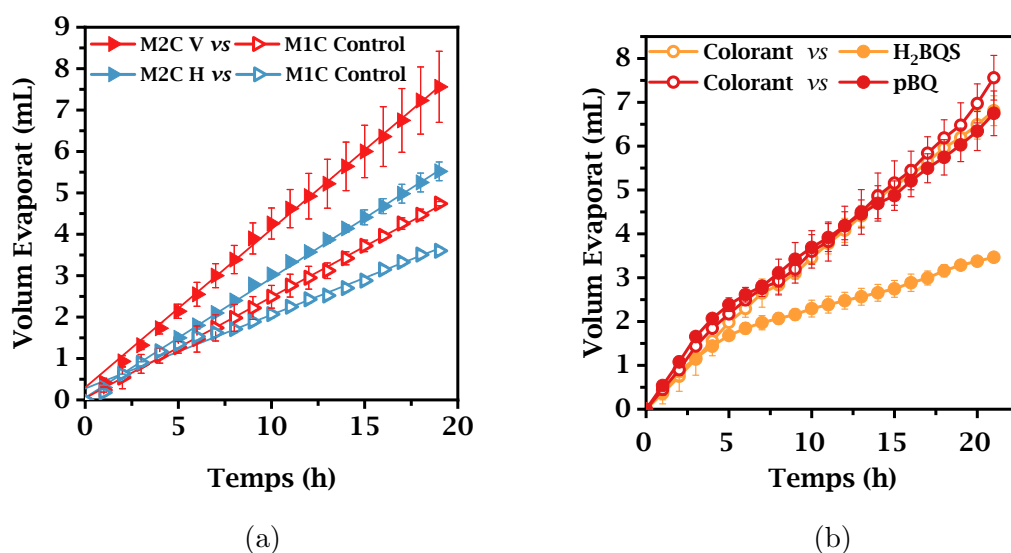 M2C V vs M1C Control
M2C H vs M1C Control
Volum Evaporat (mL)
9
8
7
6
5
4
3
2
1
0
0 5 10 15 20
Temps (h)
(a)
Colorant vs H₂BQS
Colorant vs pBQ
Volum Evaporat (mL)
8
7
6
5
4
3
2
1
0
0 5 10 15 20
Temps (h)
(b)